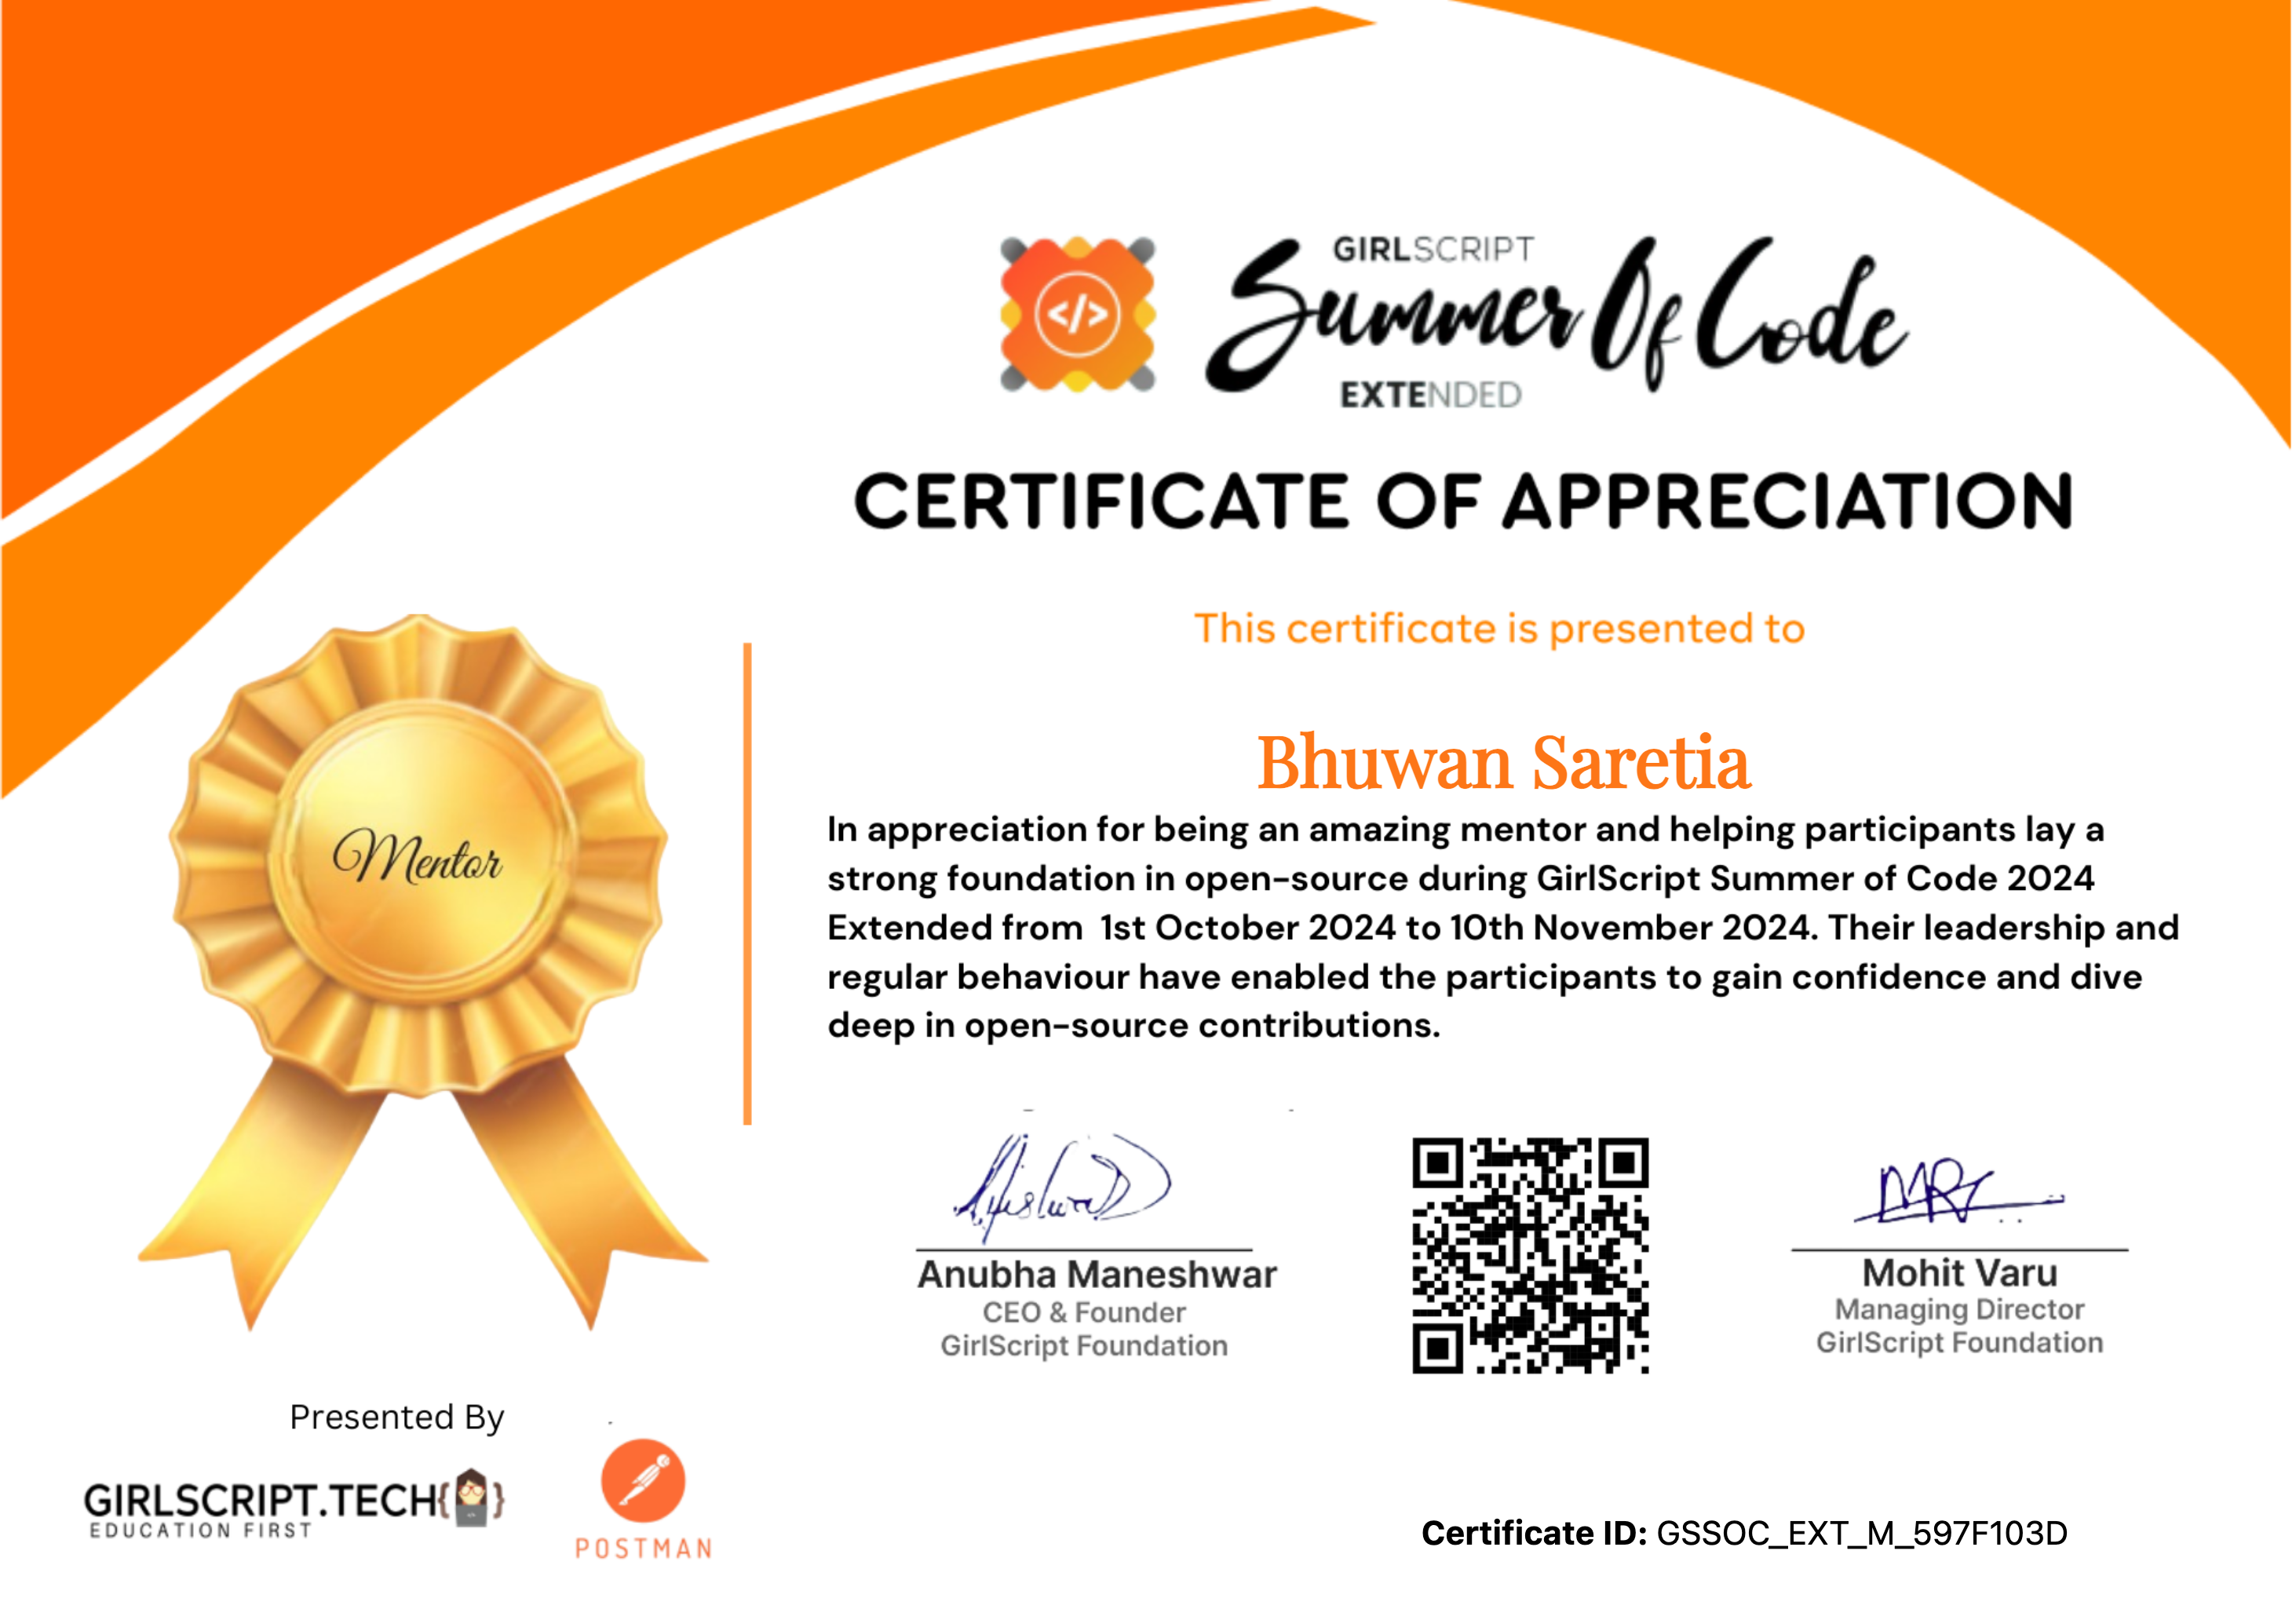 GIRLSCRIPT
Summer Of Code
EXTENDED
CERTIFICATE OF APPRECIATION
This certificate is presented to
Bhuwan Saretia
In appreciation for being an amazing mentor and helping participants lay a
strong foundation in open-source during GirlScript Summer of Code 2024
Extended from 1st October 2024 to 10th November 2024. Their leadership and
regular behaviour have enabled the participants to gain confidence and dive
deep in open-source contributions.
Mentor
Anubha Maneshwar
CEO & Founder
GirlScript Foundation
Mohit Varu
Managing Director
GirlScript Foundation
Presented By
GIRLSCRIPT.TECH{}
EDUCATION FIRST
POSTMAN
Certificate ID: GSSOC_EXT_M_597F103D